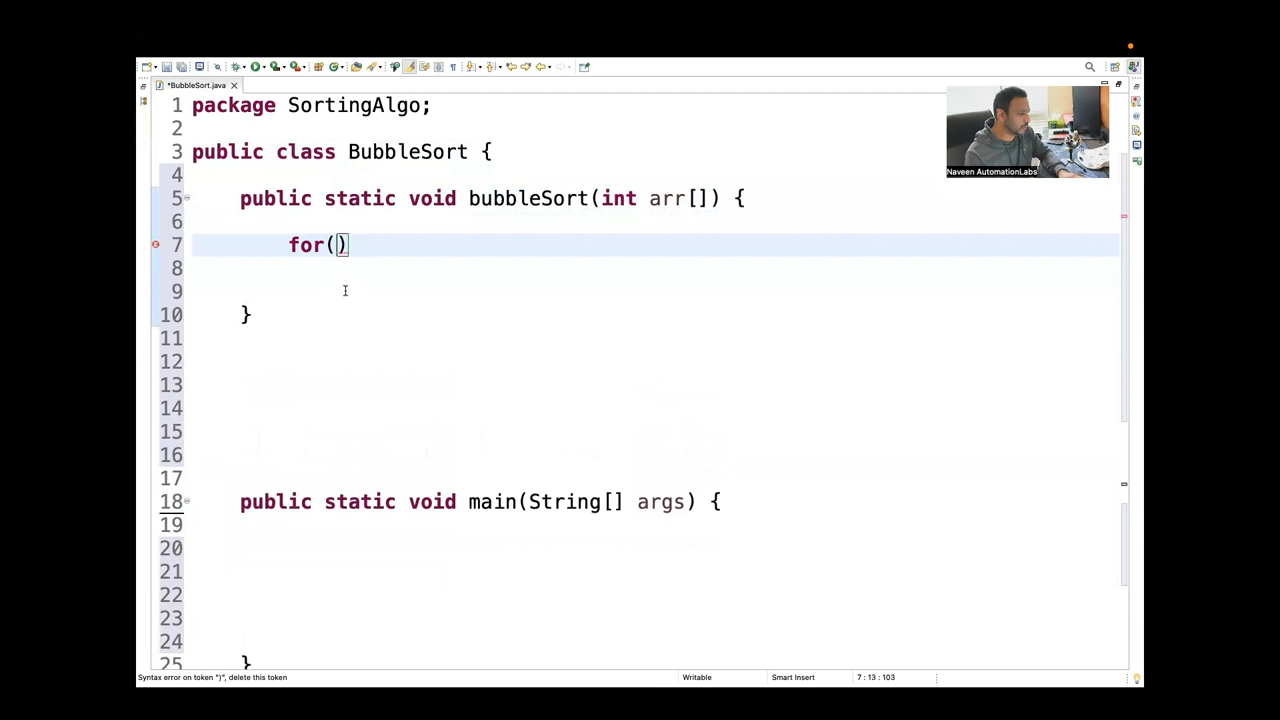 *BubbleSort.java
1 package SortingAlgo;
2
3 public class BubbleSort {
4
5 public static void bubbleSort(int arr[]) {
6
7 for()
8
9
10 }
11
12
13
14
15
16
17
18 public static void main(String[] args) {
19
20
21
22
23
24
25 }
Naveen AutomationLabs
Syntax error on token ")", delete this token
Writable
Smart Insert
7 : 13 : 103